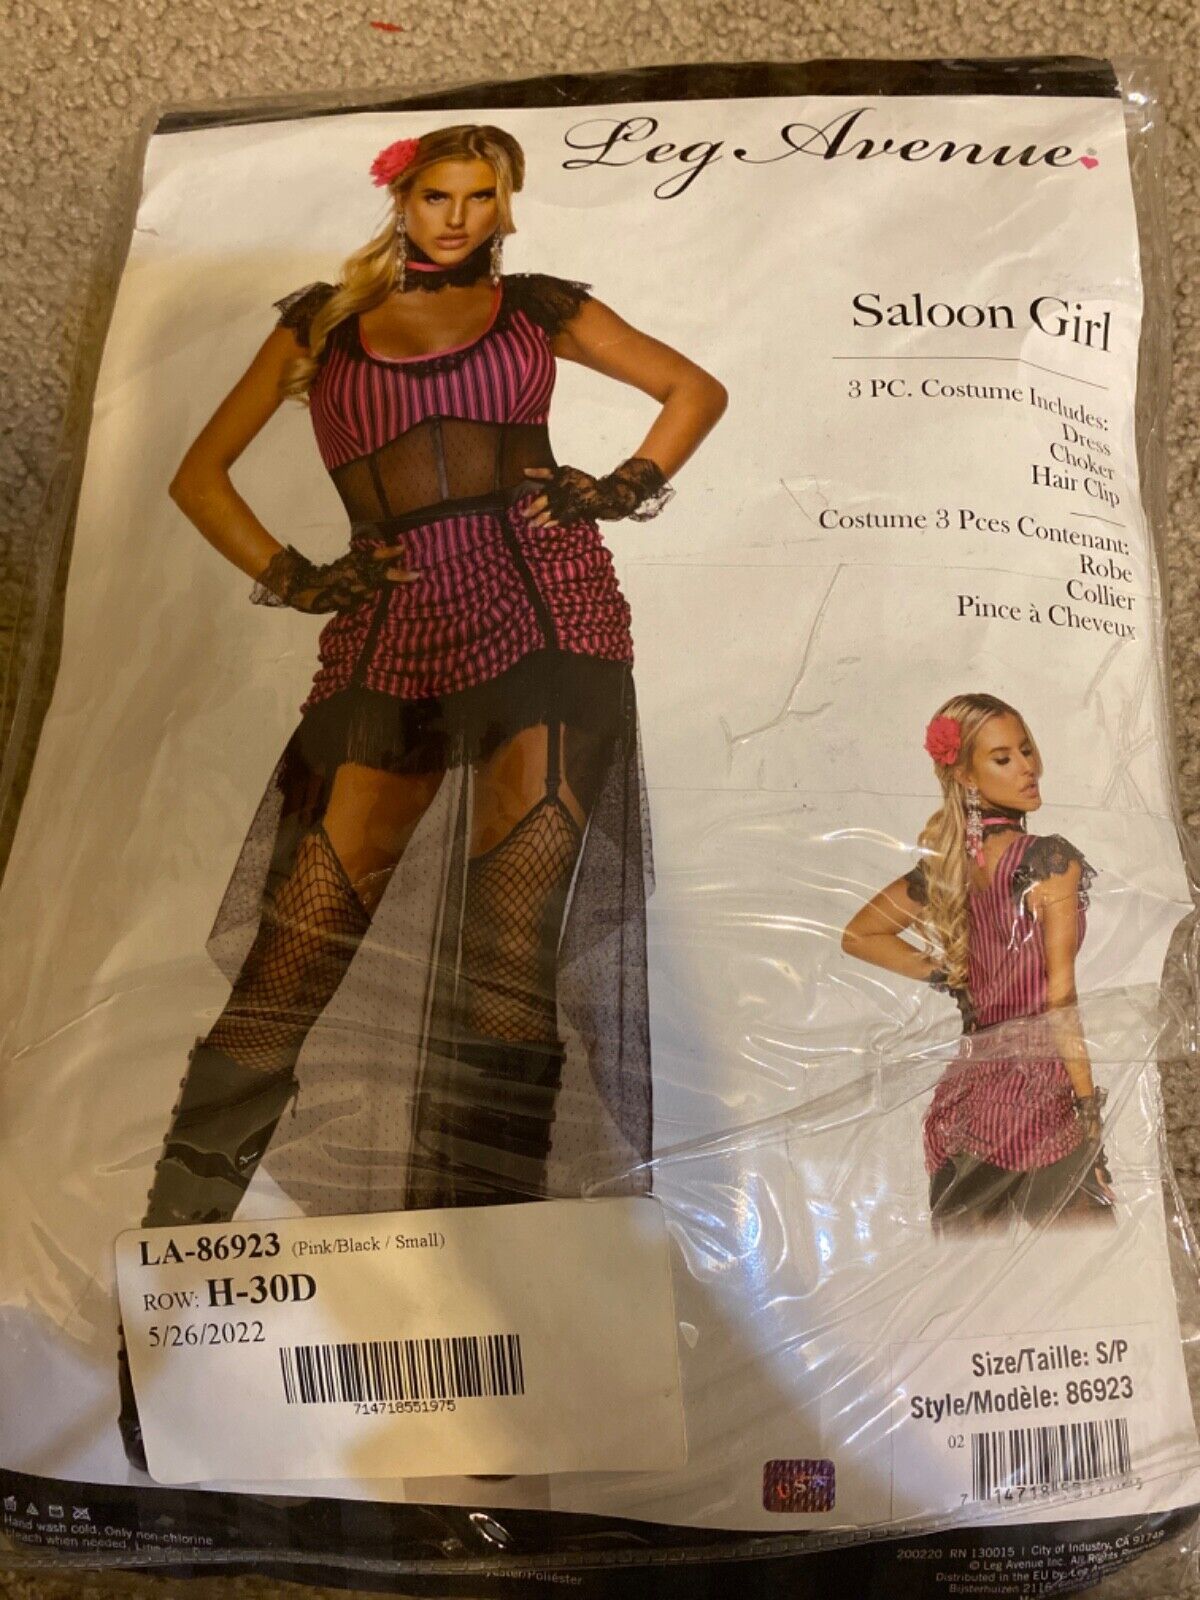 Leg Avenue
Saloon Girl
3 PC. Costume Includes:
Dress
Choker
Hair Clip
Costume 3 Pces Contenant:
Robe
Collier
Pince à Cheveux
LA-86923 (Pink/Black / Small)
ROW: H-30D
5/26/2022
714718551975
Size/Taille: S/P
Style/Modèle: 86923
02
Hand wash cold. Only non-chlorine
bleach when needed.
200220 RN 130015 | City of Industry, CA 91748
© Leg Avenue Inc. All Rights
Distributed in the EU by
Bijsterhuizen